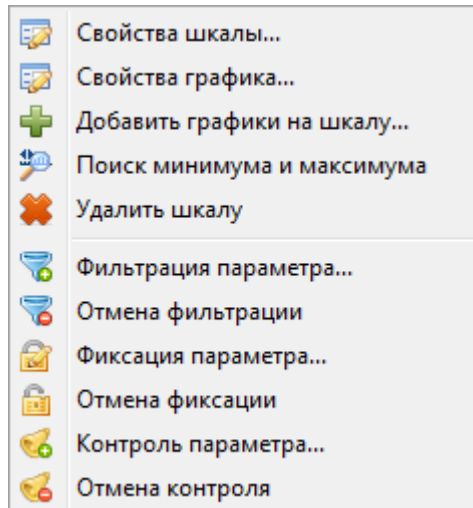 Свойства шкалы...
Свойства графика...
Добавить графики на шкалу...
Поиск минимума и максимума
Удалить шкалу
Фильтрация параметра...
Отмена фильтрации
Фиксация параметра...
Отмена фиксации
Контроль параметра...
Отмена контроля